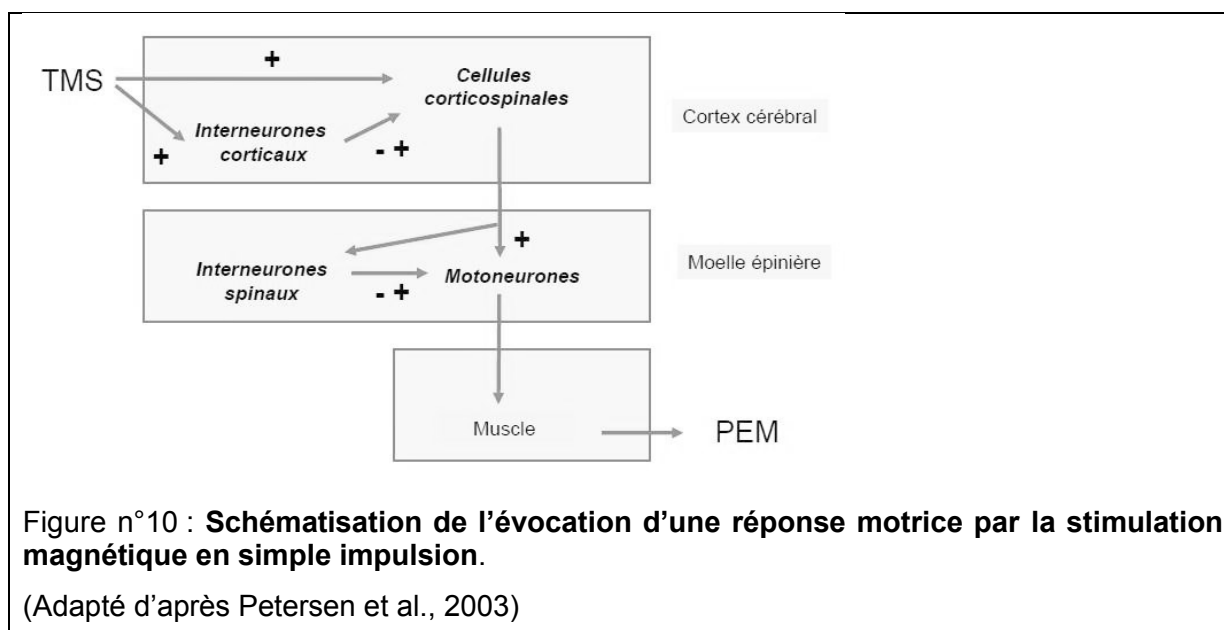 +
TMS
Cellules
corticospinales
Cortex cérébral
Interneurones
corticaux
+
- +
+
Moelle épinière
Interneurones
spinaux
- +
Motoneurones
Muscle
PEM
Figure n°10 : Schématisation de l’évocation d’une réponse motrice par la stimulation
magnétique en simple impulsion.
(Adapté d’après Petersen et al., 2003)